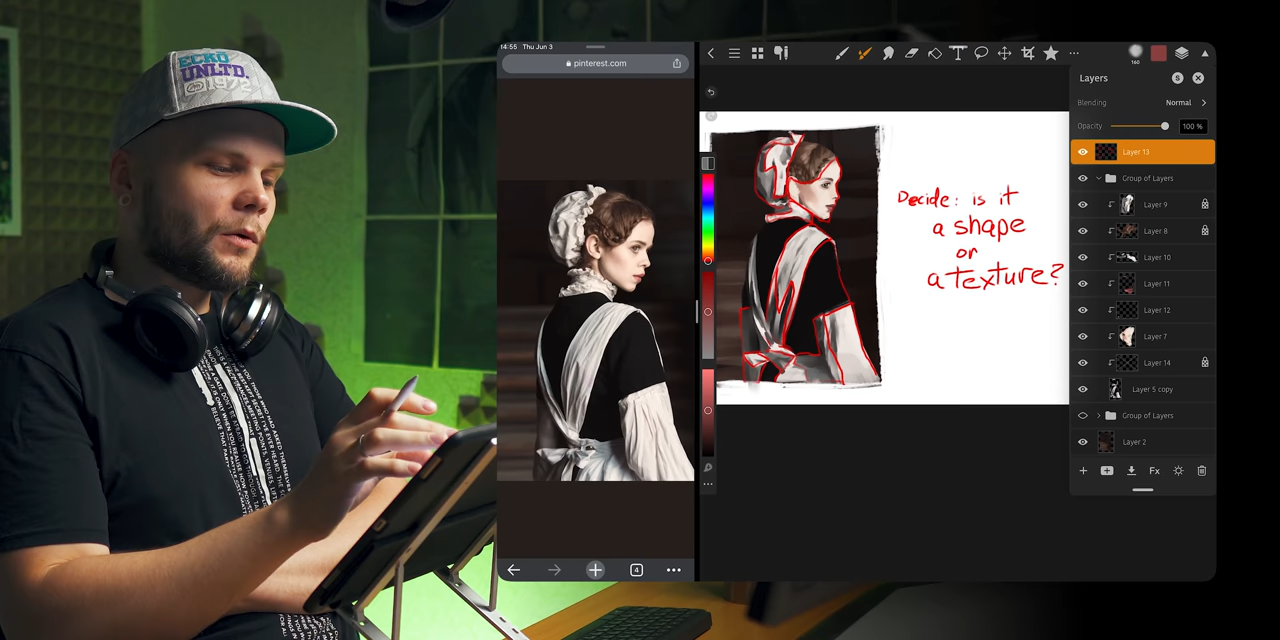 ECKO
UNLTD.
©1972
14:55 Thu Jun 3
pinterest.com
4
Decide: is it
a shape
or
a texture?
160
Layers
S
Blending
Normal
Opacity
100 %
Layer 13
Group of Layers
Layer 9
Layer 8
Layer 10
Layer 11
Layer 12
Layer 7
Layer 14
Layer 5 copy
Group of Layers
Layer 2
Fx